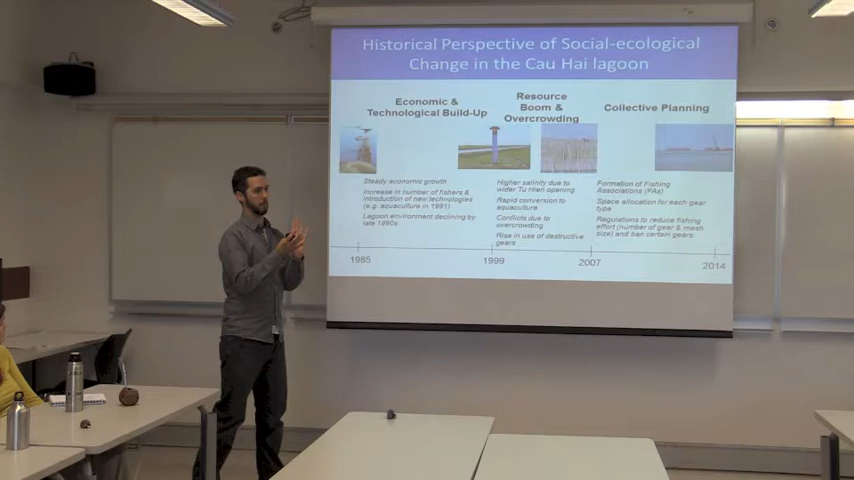 Historical Perspective of Social-ecological
Change in the Cau Hai lagoon
Economic &
Technological Build-Up
Steady economic growth
Increase in number of fishers &
introduction of new technologies
(e.g. aquaculture in 1991)
Lagoon environment declining by
late 1990s
Resource
Boom &
Overcrowding
Higher salinity due to
wider Tu Hien opening
Rapid conversion to
aquaculture
Conflicts due to
overcrowding
Rise in use of destructive
gears
Collective Planning
Formation of Fishing
Associations (FAs)
Space allocation for each gear
type
Regulations to reduce fishing
effort (number of gear & mesh
size) and ban certain gears
1985
1999
2007
2014